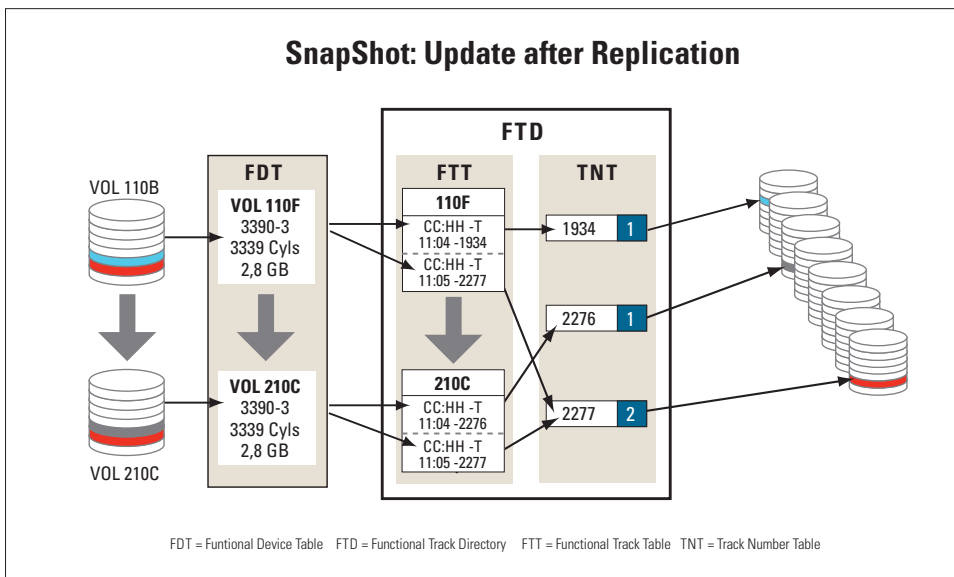 SnapShot: Update after Replication
FTD
FDT
FTT
TNT
VOL 110B
VOL 110F
3390-3
3339 Cyls
2,8 GB
110F
CC:HH -T
11:04 -1934
CC:HH -T
11:05 -2277
1934 1
2276 1
VOL 210C
3390-3
3339 Cyls
2,8 GB
210C
CC:HH -T
11:04 -2276
CC:HH -T
11:05 -2277
2277 2
VOL 210C
FDT = Funtional Device Table FTD = Functional Track Directory FTT = Functional Track Table TNT = Track Number Table